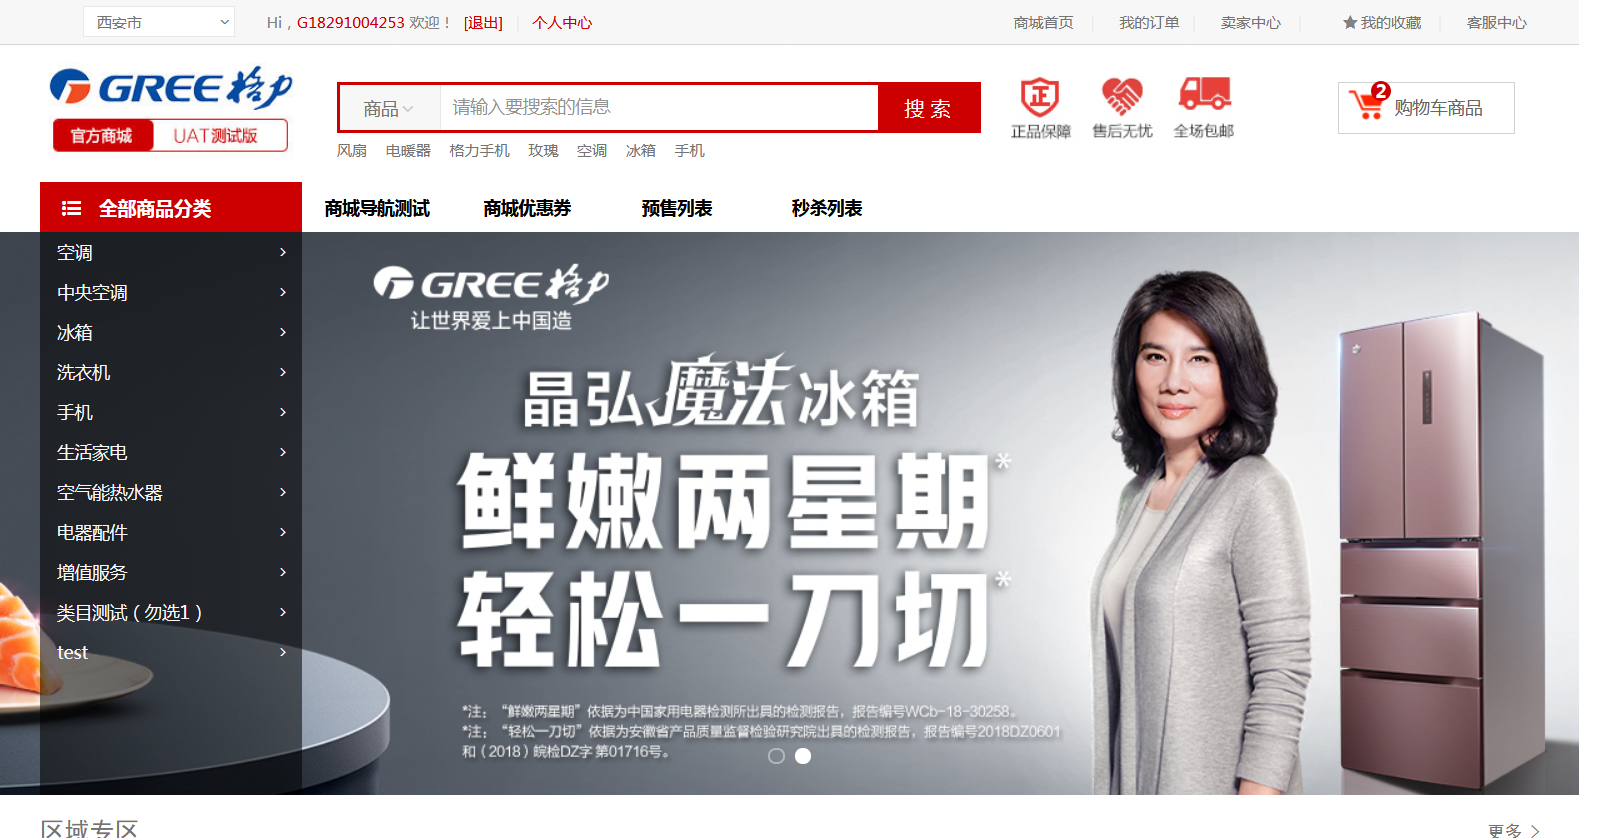 西安市
Hi，G18291004253 欢迎！ [退出] 个人中心
商城首页 我的订单 卖家中心 我的收藏 客服中心
GREE 格力
官方商城 UAT测试版
商品 请输入要搜索的信息 搜 索
风扇 电暖器 格力手机 玫瑰 空调 冰箱 手机
正品保障 售后无忧 全场包邮
2 购物车商品
全部商品分类 商城导航测试 商城优惠券 预售列表 秒杀列表
空调
中央空调
冰箱
洗衣机
手机
生活家电
空气能热水器
电器配件
增值服务
类目测试（勿选1）
test
GREE 格力
让世界爱上中国造
晶弘魔法冰箱
鲜嫩两星期*
轻松一刀切*
*注：“鲜嫩两星期”依据为中国家用电器检测所出具的检测报告，报告编号WCb-18-30258。
*注：“轻松一刀切”依据为安徽省产品质量监督检验研究院出具的检测报告，报告编号2018DZ0601
和（2018）皖检DZ字 第01716号。
区域专区 更多